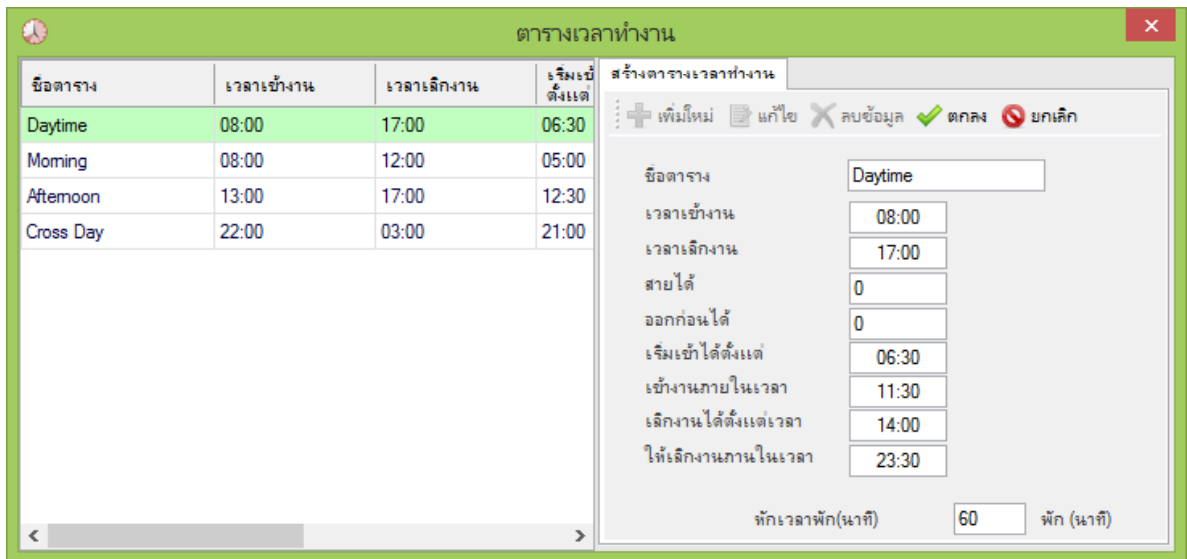 ตารางเวลาทำงาน
ชื่อตาราง เวลาเข้างาน เวลาเลิกงาน เริ่มเข้ ตั้งแต่
Daytime 08:00 17:00 06:30
Morning 08:00 12:00 05:00
Afternoon 13:00 17:00 12:30
Cross Day 22:00 03:00 21:00
สร้างตารางเวลาทำงาน
เพิ่มใหม่ แก้ไข ลบข้อมูล ตกลง ยกเลิก
ชื่อตาราง Daytime
เวลาเข้างาน 08:00
เวลาเลิกงาน 17:00
สายได้ 0
ออกก่อนได้ 0
เริ่มเข้าได้ตั้งแต่ 06:30
เข้างานภายในเวลา 11:30
เลิกงานได้ตั้งแต่เวลา 14:00
ให้เลิกงานภานในเวลา 23:30
หักเวลาพัก(นาที) 60 พัก (นาที)